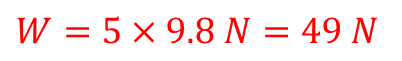 W = 5 × 9.8 N = 49 N